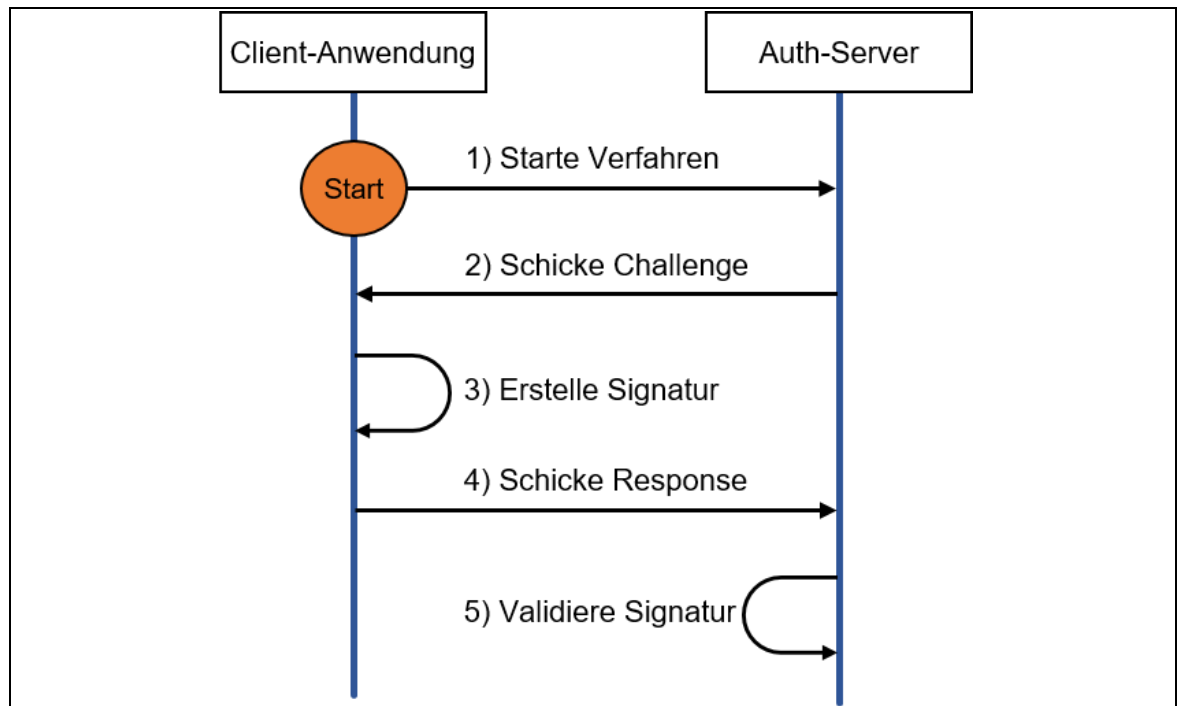 Client-Anwendung
Auth-Server
Start
1) Starte Verfahren
2) Schicke Challenge
3) Erstelle Signatur
4) Schicke Response
5) Validiere Signatur